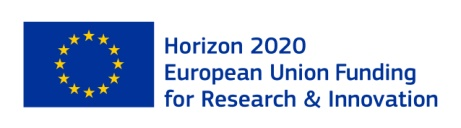 Horizon 2020
European Union Funding
for Research & Innovation